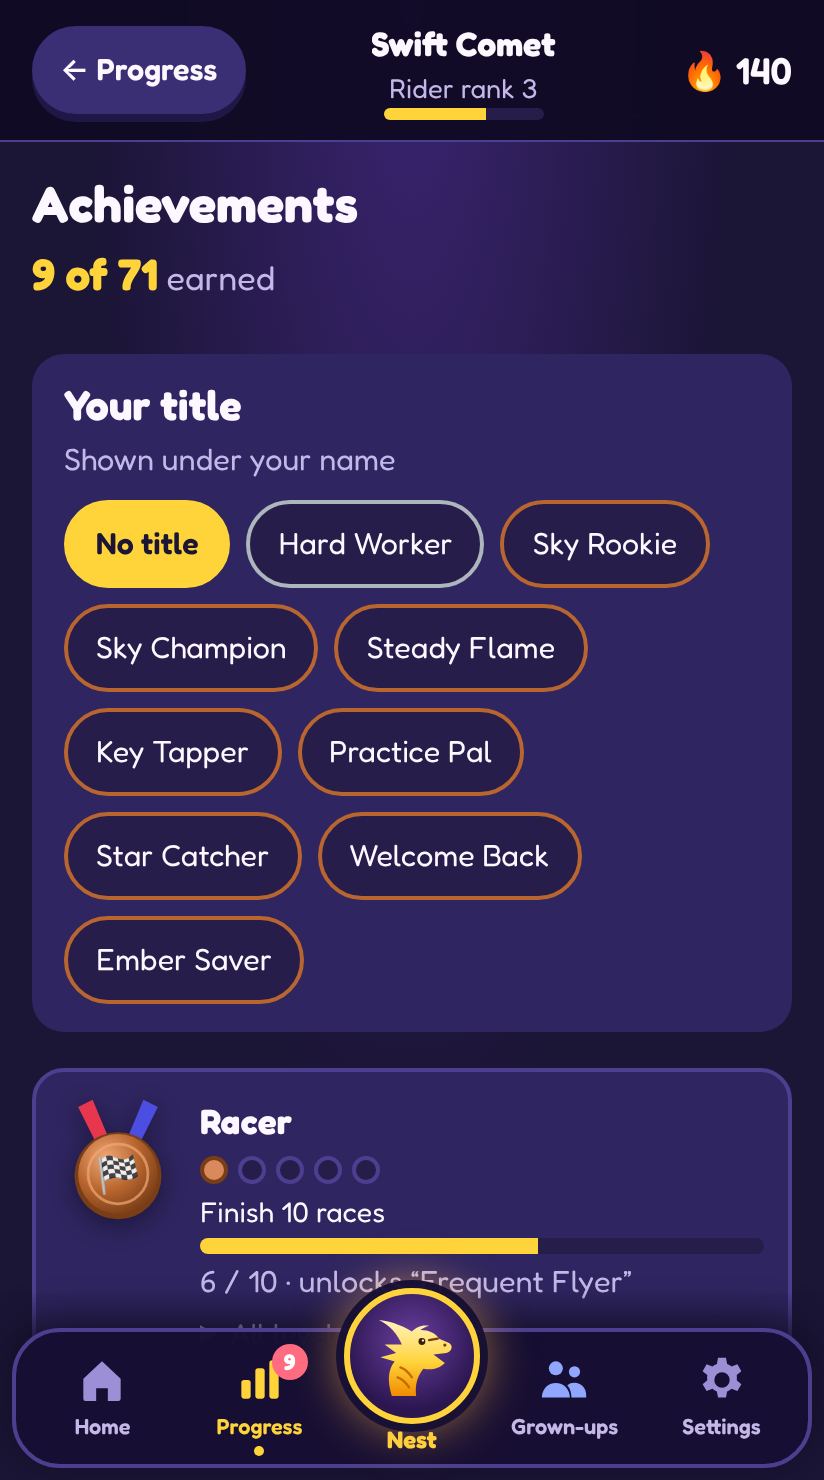 ← Progress
Swift Comet
Rider rank 3
140
Achievements
9 of 71 earned
Your title
Shown under your name
No title
Hard Worker
Sky Rookie
Sky Champion
Steady Flame
Key Tapper
Practice Pal
Star Catcher
Welcome Back
Ember Saver
Racer
Finish 10 races
6 / 10 · unlocks “Frequent Flyer”
Home
9
Progress
Nest
Grown-ups
Settings